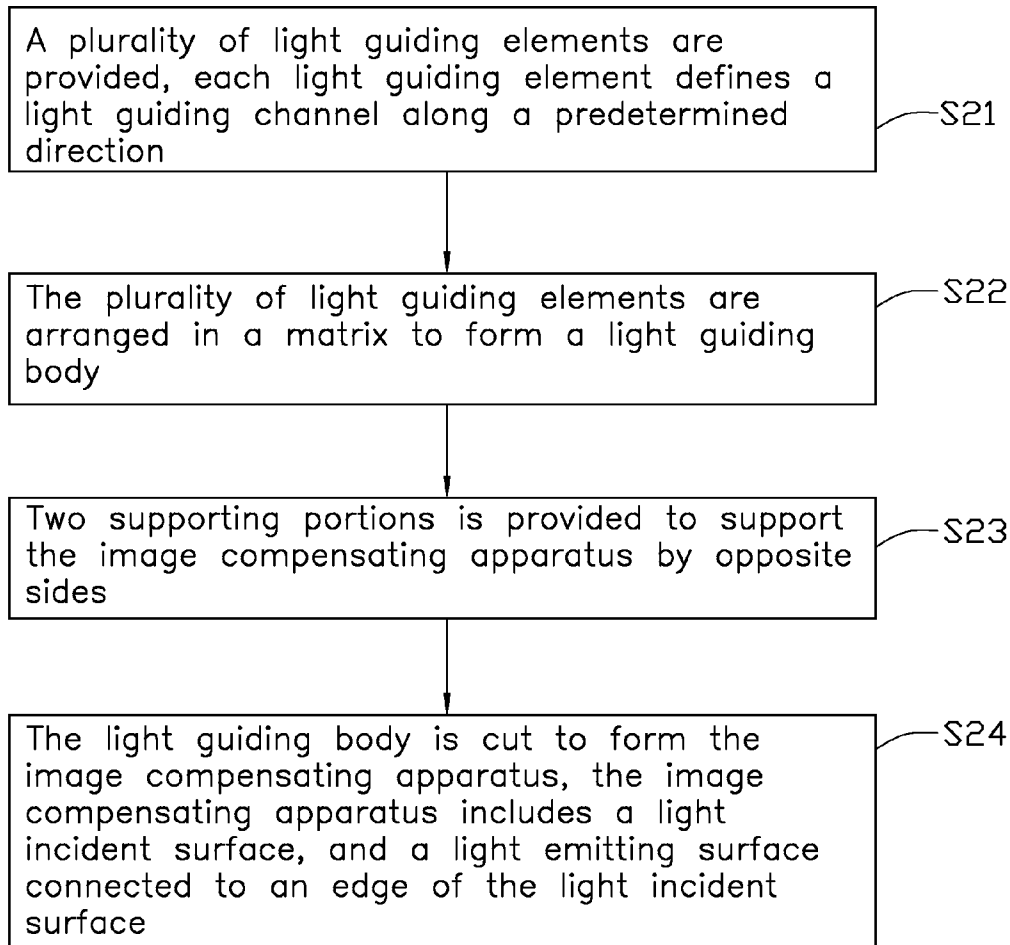 A plurality of light guiding elements are
provided, each light guiding element defines a
light guiding channel along a predetermined
direction
S21
The plurality of light guiding elements are
arranged in a matrix to form a light guiding
body
S22
Two supporting portions is provided to support
the image compensating apparatus by opposite
sides
S23
The light guiding body is cut to form the
image compensating apparatus, the image
compensating apparatus includes a light
incident surface, and a light emitting surface
connected to an edge of the light incident
surface
S24